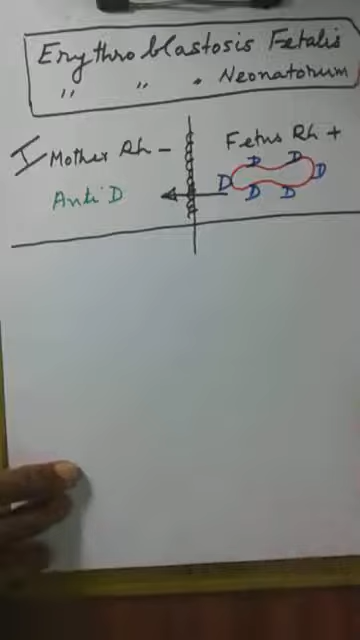 Erythroblastosis Fetalis
" " . Neonatorum
I Mother Rh - Fetus Rh +
D D D D D D
Anti D